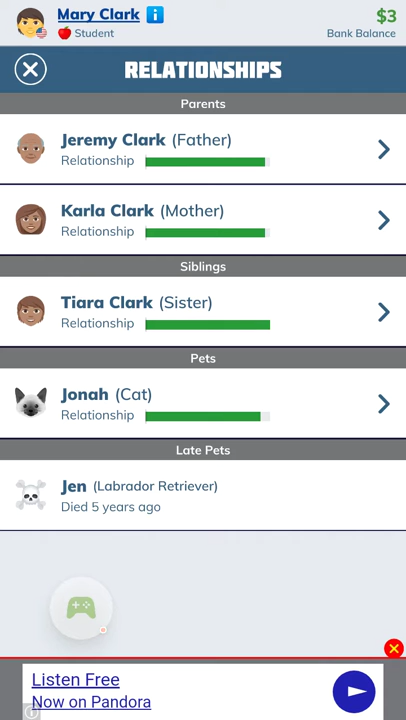 Mary Clark
$3
Student
Bank Balance
RELATIONSHIPS
Parents
Jeremy Clark (Father)
Relationship
Karla Clark (Mother)
Relationship
Siblings
Tiara Clark (Sister)
Relationship
Pets
Jonah (Cat)
Relationship
Late Pets
Jen (Labrador Retriever)
Died 5 years ago
Listen Free
Now on Pandora